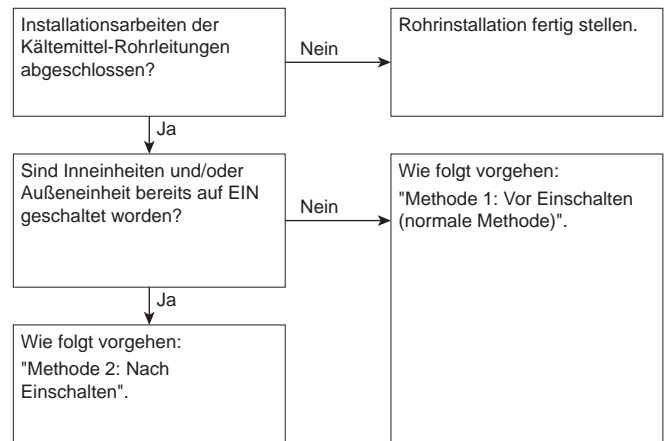 Installationsarbeiten der
Kältemittel-Rohrleitungen
abgeschlossen?
Nein
Rohrinstallation fertig stellen.
Ja
Sind Inneinheiten und/oder
Außeneinheit bereits auf EIN
geschaltet worden?
Nein
Wie folgt vorgehen:
"Methode 1: Vor Einschalten
(normale Methode)".
Ja
Wie folgt vorgehen:
"Methode 2: Nach
Einschalten".